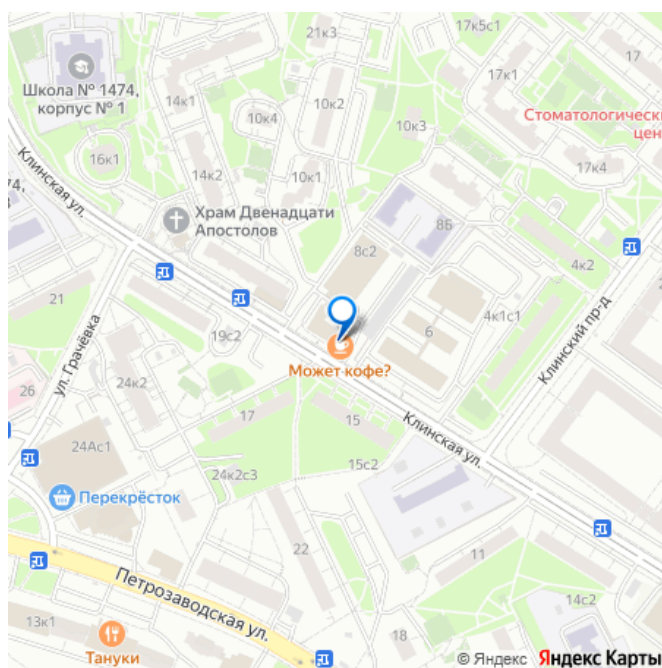 21к3
17к5с1
17к1
Школа № 1474,
корпус № 1
14к1
10к2
10к4
10к3
Стоматологически
цен
16к1
14к2
10к1
17к4
74,
Клинская ул.
Храм Двенадцати
Апостолов
8Б
8с2
4к2
21
ул. Грачёвка
19с2
6
4к1с1
Клинский пр-д
Может кофе?
26
24к2
17
15
Клинская ул.
24Ас1
24к2с3
15с2
Перекрёсток
22
11
Петрозаводская ул.
14с2
13к1
18
Тануки
© Яндекс Яндекс Карты